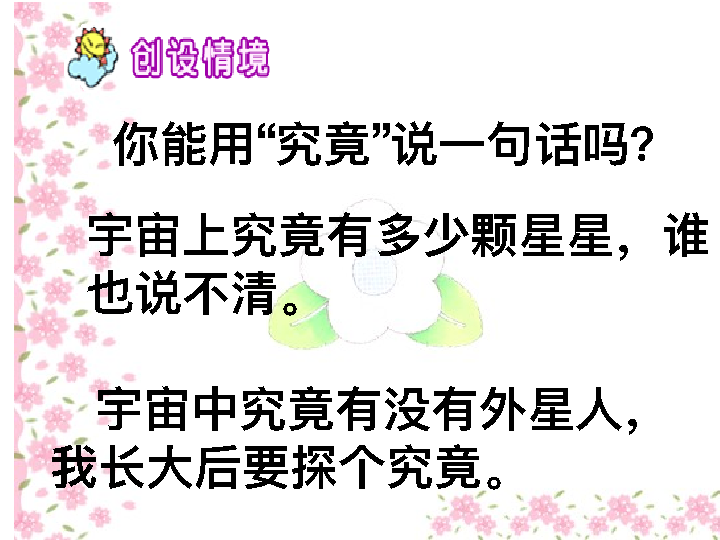 创设情境
你能用“究竟”说一句话吗?
宇宙上究竟有多少颗星星，谁
也说不清。
宇宙中究竟有没有外星人，
我长大后要探个究竟。